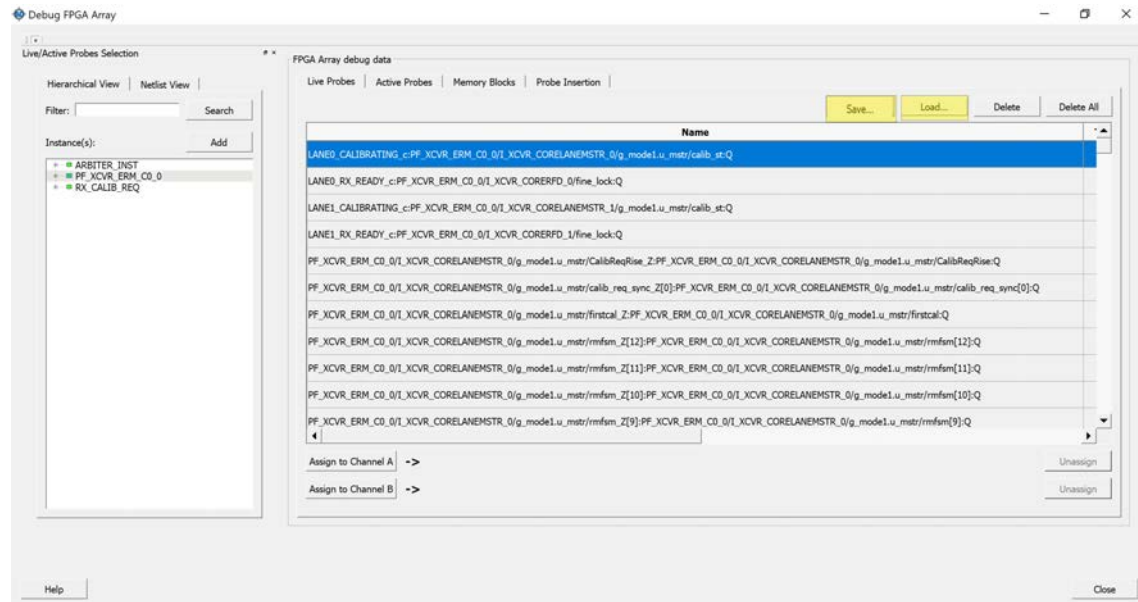 Debug FPGA Array
Live/Active Probes Selection
Hierarchical View Netlist View
Filter: Search
Instance(s): Add
ARBITER_INST
PF_XCVR_ERM_C0_0
RX_CALIB_REQ
FPGA Array debug data
Live Probes Active Probes Memory Blocks Probe Insertion
Save... Load... Delete Delete All
Name
LANE0_CALIBRATING_c:PF_XCVR_ERM_C0_0/I_XCVR_CORELANEMSTR_0/g_mode1.u_mstr/calib_st:Q
LANE0_RX_READY_c:PF_XCVR_ERM_C0_0/I_XCVR_CORERFD_0/fine_lock:Q
LANE1_CALIBRATING_c:PF_XCVR_ERM_C0_0/I_XCVR_CORELANEMSTR_1/g_mode1.u_mstr/calib_st:Q
LANE1_RX_READY_c:PF_XCVR_ERM_C0_0/I_XCVR_CORERFD_1/fine_lock:Q
PF_XCVR_ERM_C0_0/I_XCVR_CORELANEMSTR_0/g_mode1.u_mstr/CalibReqRise_Z:PF_XCVR_ERM_C0_0/I_XCVR_CORELANEMSTR_0/g_mode1.u_mstr/CalibReqRise:Q
PF_XCVR_ERM_C0_0/I_XCVR_CORELANEMSTR_0/g_mode1.u_mstr/calib_req_sync_Z[0]:PF_XCVR_ERM_C0_0/I_XCVR_CORELANEMSTR_0/g_mode1.u_mstr/calib_req_sync[0]:Q
PF_XCVR_ERM_C0_0/I_XCVR_CORELANEMSTR_0/g_mode1.u_mstr/firstcal_Z:PF_XCVR_ERM_C0_0/I_XCVR_CORELANEMSTR_0/g_mode1.u_mstr/firstcal:Q
PF_XCVR_ERM_C0_0/I_XCVR_CORELANEMSTR_0/g_mode1.u_mstr/rmfsm_Z[12]:PF_XCVR_ERM_C0_0/I_XCVR_CORELANEMSTR_0/g_mode1.u_mstr/rmfsm[12]:Q
PF_XCVR_ERM_C0_0/I_XCVR_CORELANEMSTR_0/g_mode1.u_mstr/rmfsm_Z[11]:PF_XCVR_ERM_C0_0/I_XCVR_CORELANEMSTR_0/g_mode1.u_mstr/rmfsm[11]:Q
PF_XCVR_ERM_C0_0/I_XCVR_CORELANEMSTR_0/g_mode1.u_mstr/rmfsm_Z[10]:PF_XCVR_ERM_C0_0/I_XCVR_CORELANEMSTR_0/g_mode1.u_mstr/rmfsm[10]:Q
PF_XCVR_ERM_C0_0/I_XCVR_CORELANEMSTR_0/g_mode1.u_mstr/rmfsm_Z[9]:PF_XCVR_ERM_C0_0/I_XCVR_CORELANEMSTR_0/g_mode1.u_mstr/rmfsm[9]:Q
Assign to Channel A -> Unassign
Assign to Channel B -> Unassign
Help Close